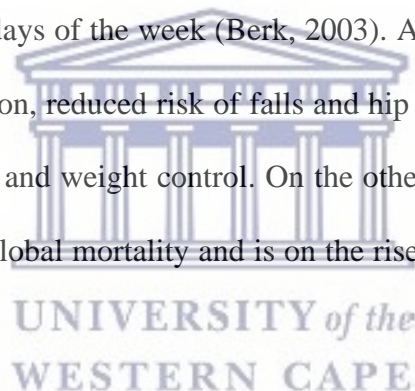 days of the week (Berk, 2003). A
on, reduced risk of falls and hip
and weight control. On the othe
lobal mortality and is on the rise
UNIVERSITY of the
WESTERN CAPE